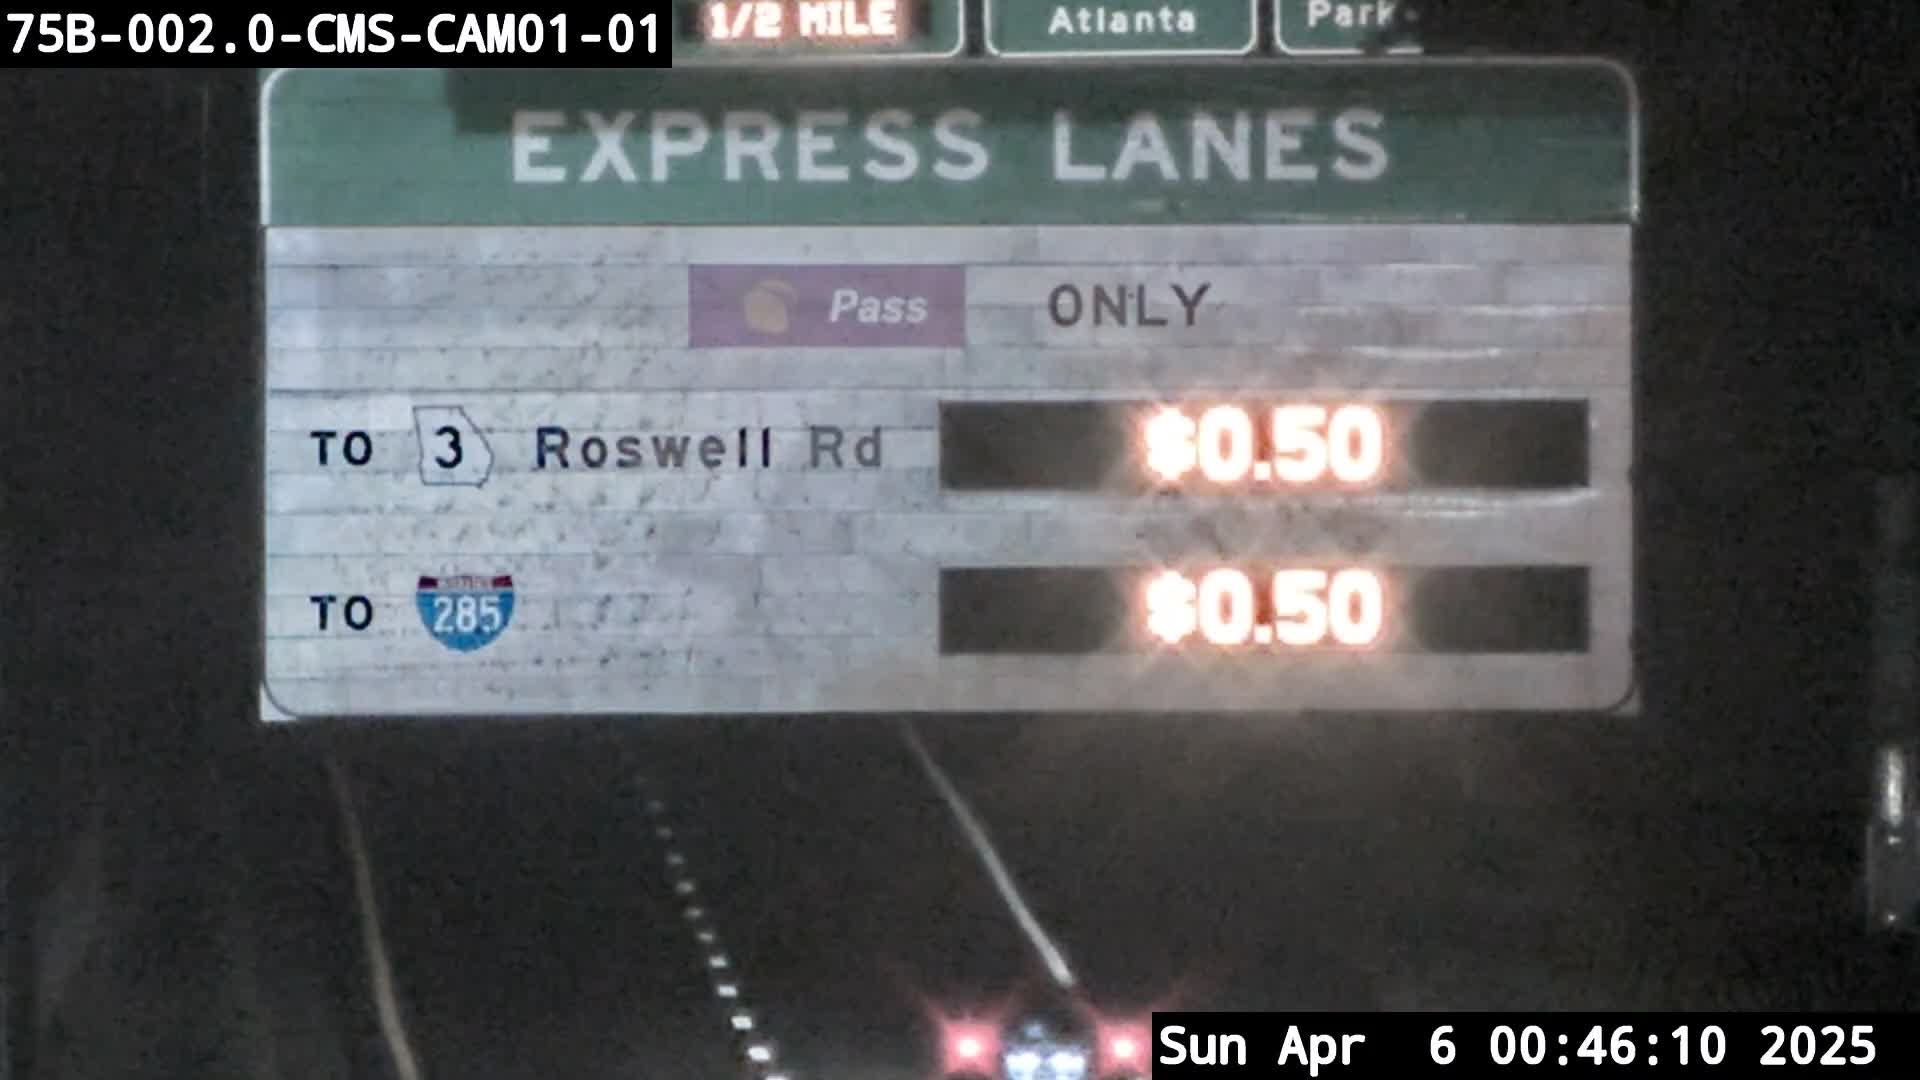 75B-002.0-CMS-CAM01-01
1/2 MILE
Atlanta
Park
EXPRESS LANES
Pass ONLY
TO 3 Roswell Rd $0.50
TO 285 $0.50
Sun Apr 6 00:46:10 2025